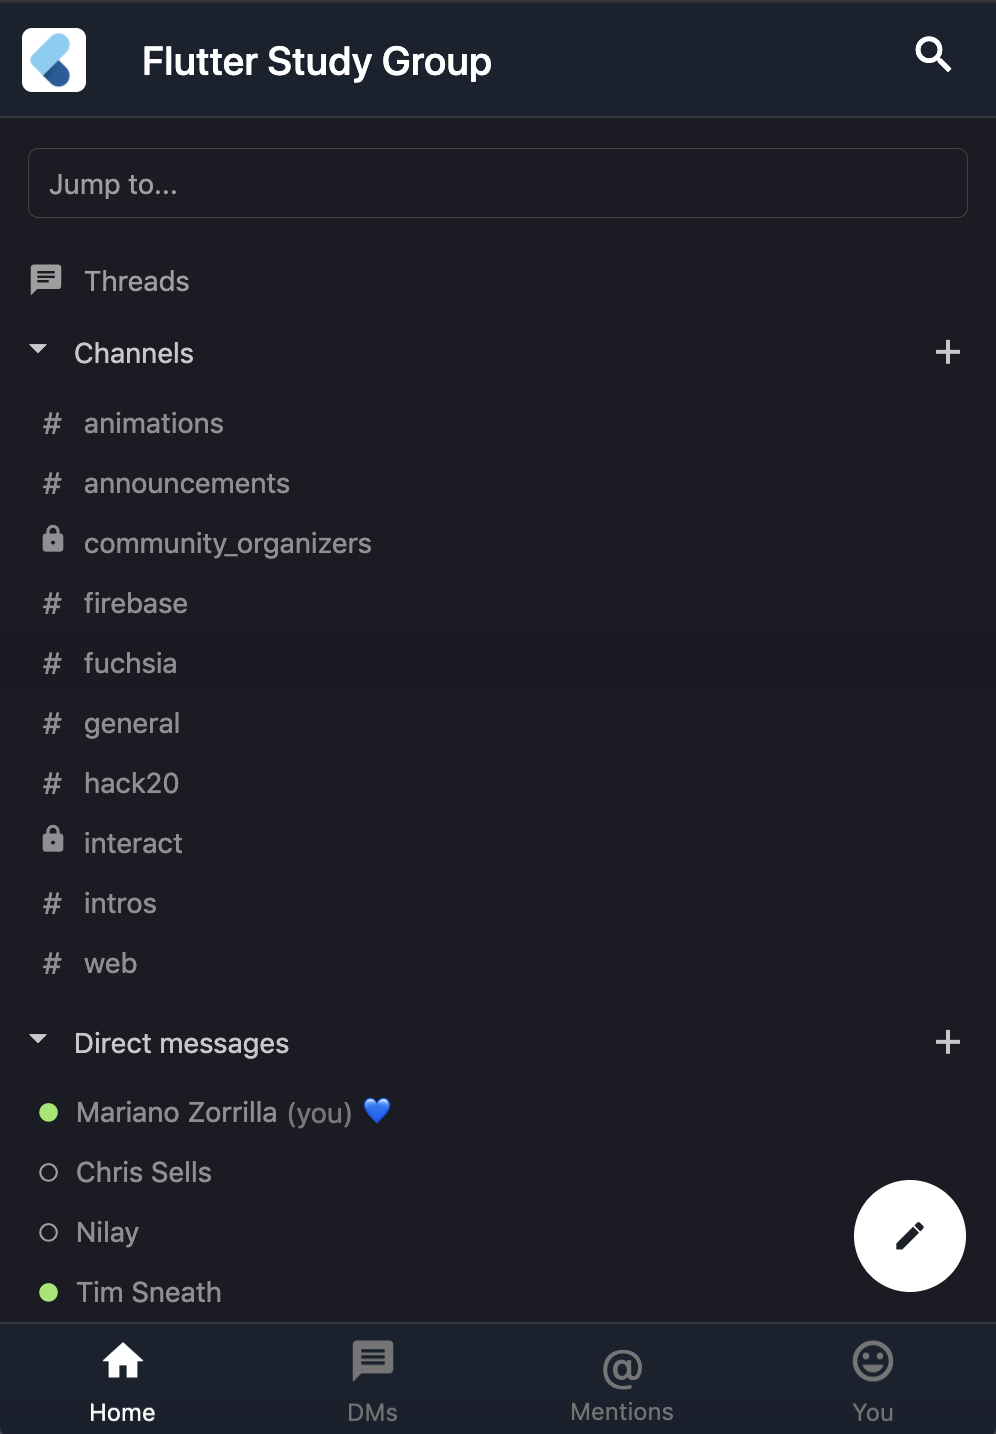 Flutter Study Group
Jump to...
Threads
Channels
# animations
# announcements
community_organizers
# firebase
# fuchsia
# general
# hack20
interact
# intros
# web
Direct messages
Mariano Zorrilla (you) 💙
Chris Sells
Nilay
Tim Sneath
Home
DMs
@
Mentions
You